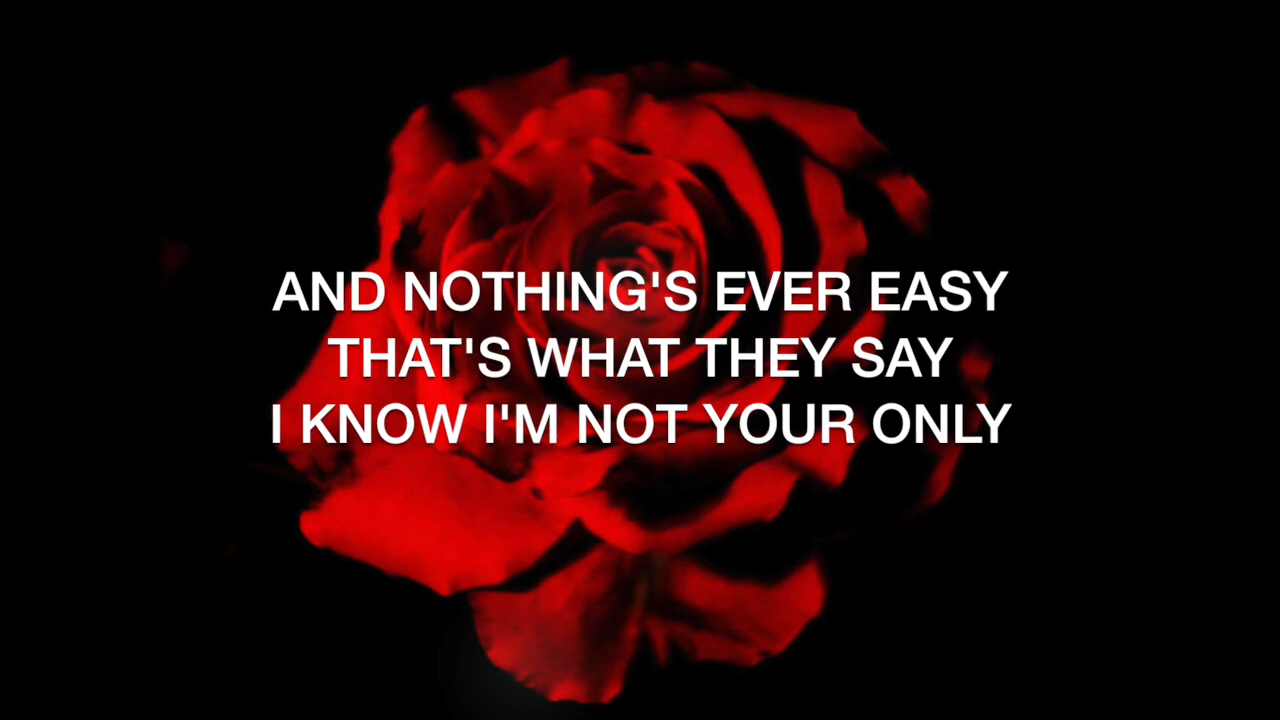 AND NOTHING'S EVER EASY
THAT'S WHAT THEY SAY
I KNOW I'M NOT YOUR ONLY